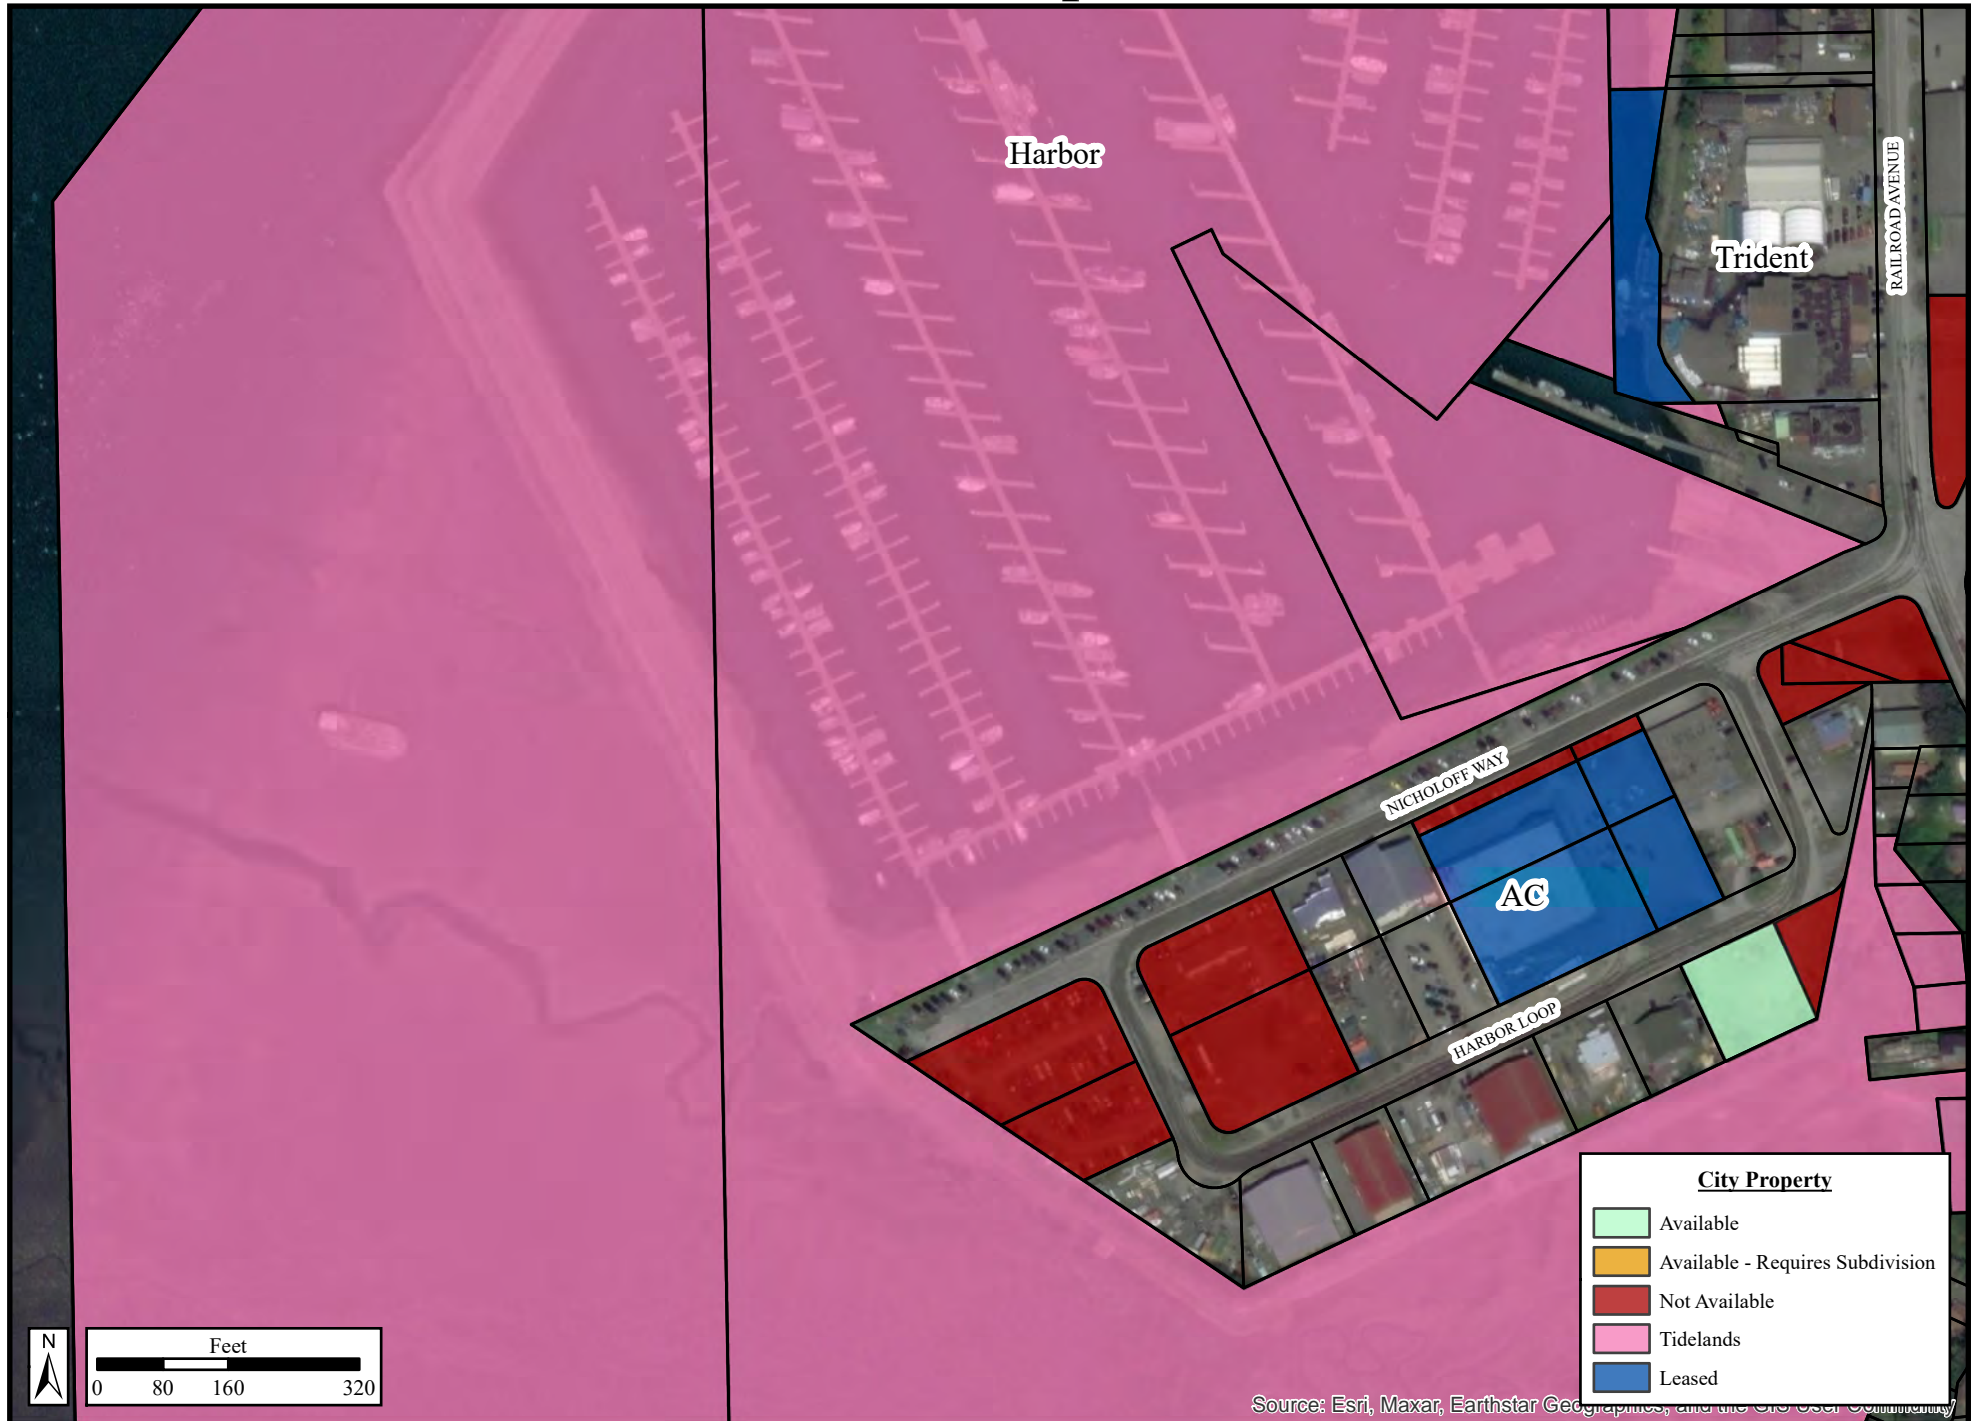 Harbor
RAILROAD AVENUE
Trident
NICHOLOFF WAY
AC
HARBOR LOOP
City Property
Available
Available - Requires Subdivision
Not Available
Tidelands
Leased
N
Feet
0 80 160 320
Source: Esri, Maxar, Earthstar Geographics, and the GIS User Community